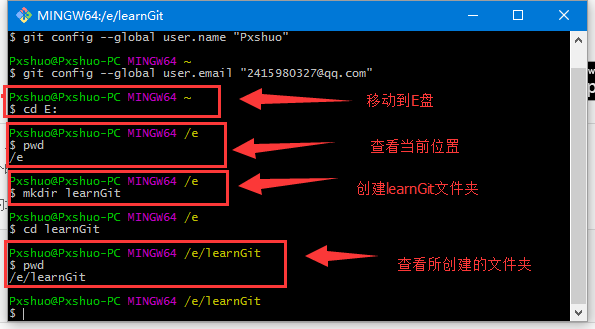 MINGW64:/e/learnGit
$ git config --global user.name "Pxshuo"
Pxshuo@Pxshuo-PC MINGW64 ~
$ git config --global user.email "2415980327@qq.com"
Pxshuo@Pxshuo-PC MINGW64 ~
$ cd E:
移动到E盘
Pxshuo@Pxshuo-PC MINGW64 /e
$ pwd
/e
查看当前位置
Pxshuo@Pxshuo-PC MINGW64 /e
$ mkdir learnGit
创建learnGit文件夹
Pxshuo@Pxshuo-PC MINGW64 /e
$ cd learnGit
Pxshuo@Pxshuo-PC MINGW64 /e/learnGit
$ pwd
/e/learnGit
查看所创建的文件夹
Pxshuo@Pxshuo-PC MINGW64 /e/learnGit
$